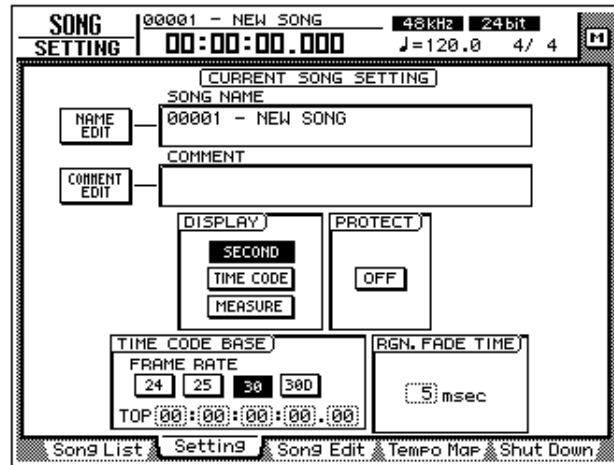 SONG SETTING
00001 - NEW SONG
00:00:00.000
48kHz 24bit
♩=120.0 4/ 4
M
CURRENT SONG SETTING
SONG NAME
NAME EDIT
00001 - NEW SONG
COMMENT
COMMENT EDIT
DISPLAY
SECOND
TIME CODE
MEASURE
PROTECT
OFF
TIME CODE BASE
FRAME RATE
24 25 30 30D
TOP 00:00:00:00.00
RGN. FADE TIME
5 msec
Song List Setting Song Edit Tempo Map Shut Down